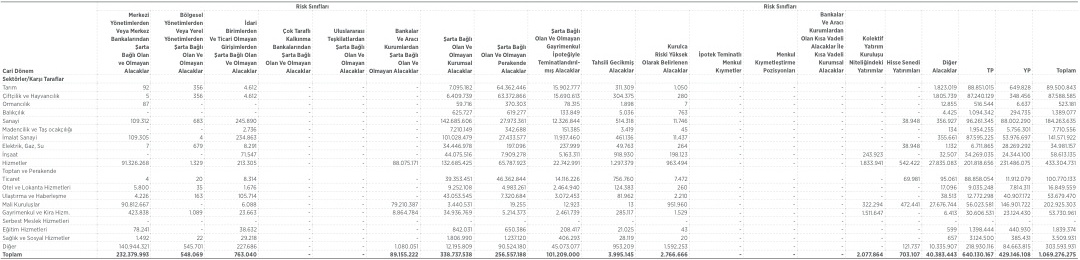 Risk Sınıfları Risk Sınıfları
Cari Dönem | Merkezi Yönetimlerden Veya Merkez Bankalarından Şarta Bağlı Olan ve Olmayan Alacaklar | Bölgesel Yönetimlerden Veya Yerel Yönetimlerden Şarta Bağlı Olan Ve Olmayan Alacaklar | İdari Birimlerden Ve Ticari Olmayan Girişimlerden Şarta Bağlı Olan Ve Olmayan Alacaklar | Çok Taraflı Kalkınma Bankalarından Şarta Bağlı Olan Ve Olmayan Alacaklar | Uluslararası Teşkilatlardan Şarta Bağlı Olan Ve Olmayan Alacaklar | Bankalar Ve Aracı Kurumlardan Şarta Bağlı Olan Ve Olmayan Alacaklar | Şarta Bağlı Olan Ve Olmayan Kurumsal Alacaklar | Şarta Bağlı Olan Ve Olmayan Perakende Alacaklar | Şarta Bağlı Olan Ve Olmayan Gayrimenkul İpoteğiyle Teminatlandırılmış Alacaklar | Tahsili Gecikmiş Alacaklar | Kurulca Riski Yüksek Olarak Belirlenen Alacaklar | İpotek Teminatlı Menkul Kıymetler | Menkul Kıymetleştirme Pozisyonları | Bankalar Ve Aracı Kurumlardan Olan Kısa Vadeli Alacaklar İle Kısa Vadeli Kurumsal Alacaklar | Kolektif Yatırım Kuruluşu Niteliğindeki Yatırımlar | Hisse Senedi Yatırımları | Diğer Alacaklar | TP | YP | Toplam
Sektörler/Karşı Taraflar
Tarım 92 356 4.612 - - - 7.095.182 64.362.446 15.902.777 311.309 1.050 - - - - - 1.823.019 88.851.015 649.828 89.500.843
Çiftçilik ve Hayvancılık 5 356 4.612 - - - 6.409.739 63.372.866 15.690.613 304.375 280 - - - - - 1.805.739 87.240.129 348.456 87.588.585
Ormancılık 87 - - - - - 59.716 370.303 78.315 1.898 7 - - - - - 12.855 516.544 6.637 523.181
Balıkçılık - - - - - - 625.727 619.277 133.849 5.036 763 - - - - - 4.425 1.094.342 294.735 1.389.077
Sanayi 109.312 683 245.890 - - - 142.685.606 27.973.361 12.326.844 514.318 11.746 - - - - 38.948 356.927 96.261.345 88.002.290 184.263.635
Madencilik ve Taş ocakçılığı - - 2.736 - - - 7.210.149 342.688 151.385 3.419 45 - - - - - 134 1.954.255 5.756.301 7.710.556
İmalat Sanayi 109.305 4 234.863 - - - 101.028.479 27.433.577 11.937.460 461.136 11.437 - - - - - 355.661 87.595.225 53.976.697 141.571.922
Elektrik, Gaz, Su 7 679 8.291 - - - 34.446.978 197.096 237.999 49.763 264 - - - - 38.948 1.132 6.711.865 28.269.292 34.981.157
İnşaat - - 71.547 - - - 44.075.516 7.909.278 5.163.311 918.930 198.123 - - - 243.923 - 32.507 34.269.035 24.344.100 58.613.135
Hizmetler 91.326.268 1.329 213.305 - - 88.075.171 132.685.425 65.787.923 22.742.991 1.297.379 963.494 - - - 1.833.941 542.422 27.835.083 201.818.656 231.486.075 433.304.731
Toptan ve Perakende
Ticaret 4 20 8.314 - - - 39.353.451 46.362.844 14.116.226 756.760 7.472 - - - - 69.981 95.061 88.858.054 11.912.079 100.770.133
Otel ve Lokanta Hizmetleri 5.800 35 1.676 - - - 9.252.108 4.983.261 2.464.940 124.383 260 - - - - - 17.096 9.035.248 7.814.311 16.849.559
Ulaştırma ve Haberleşme 4.226 163 105.714 - - - 43.053.545 7.320.684 3.072.453 81.962 2.210 - - - - - 38.513 12.772.298 40.907.172 53.679.470
Mali Kuruluşlar 90.812.667 - 6.088 - - 79.210.387 3.440.531 19.255 12.923 13 951.960 - - - 322.294 472.441 27.676.744 56.023.581 146.901.722 202.925.303
Gayrimenkul ve Kira Hizm. 423.838 1.089 23.663 - - 8.864.784 34.936.769 5.214.373 2.461.739 285.117 1.529 - - - 1.511.647 - 6.413 30.606.531 23.124.430 53.730.961
Serbest Meslek Hizmetleri - - - - - - - - - - - - - - - - - - - -
Eğitim Hizmetleri 78.241 - 38.632 - - - 842.031 650.386 208.417 21.025 43 - - - - - 599 1.398.444 440.930 1.839.374
Sağlık ve Sosyal Hizmetler 1.492 22 29.218 - - - 1.806.990 1.237.120 406.293 28.119 20 - - - - - 657 3.124.500 385.431 3.509.931
Diğer 140.944.321 545.701 227.686 - - 1.080.051 12.195.809 90.524.180 45.073.077 953.209 1.592.253 - - - - 121.737 10.335.907 218.930.116 84.663.815 303.593.931
Toplam 232.379.993 548.069 763.040 - - 89.155.222 338.737.538 256.557.188 101.209.000 3.995.145 2.766.666 - - - 2.077.864 703.107 40.383.443 640.130.167 429.146.108 1.069.276.275